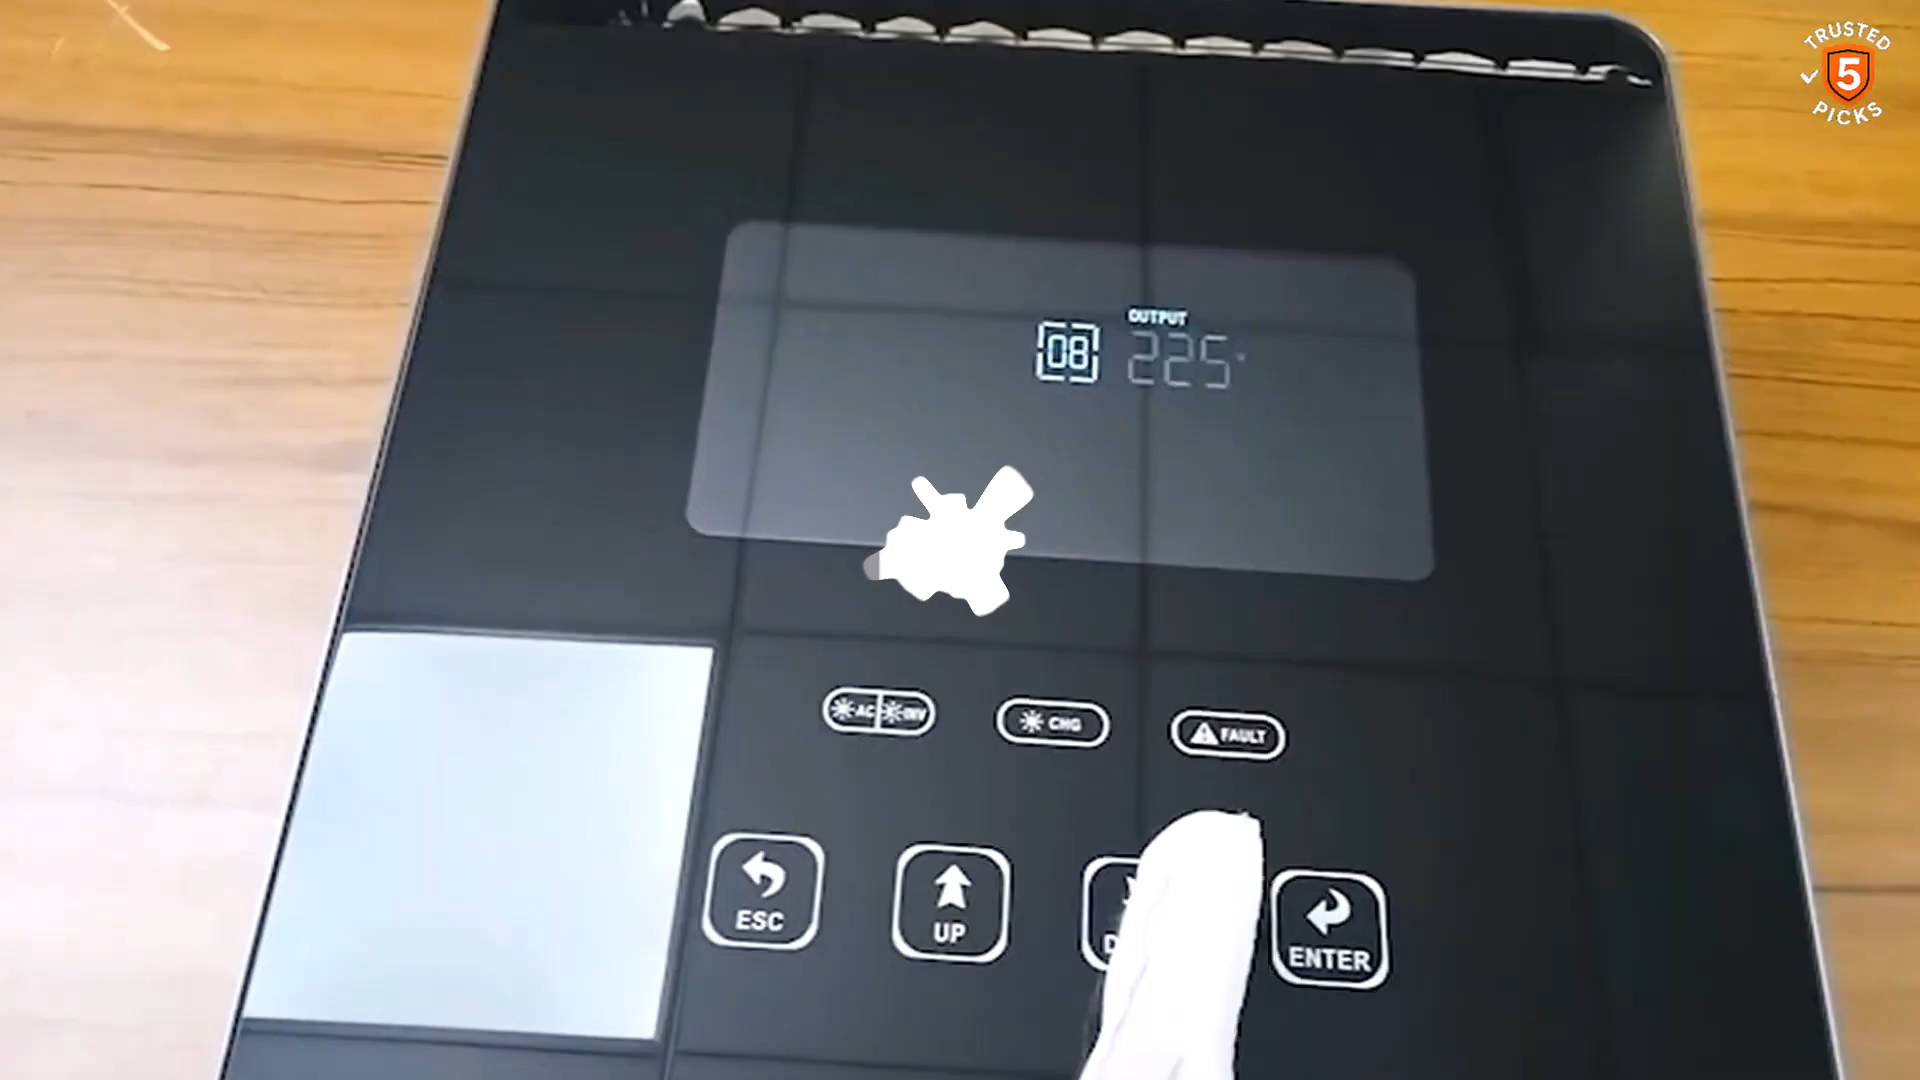 TRUSTED
5
PICKS
OUTPUT
08 225
AC INV
CHG
FAULT
ESC
UP
ENTER